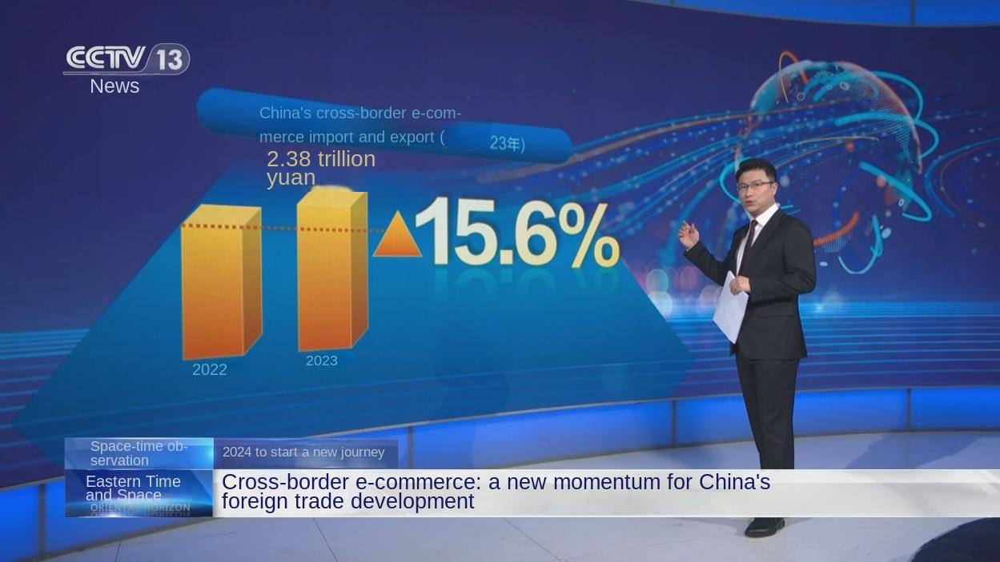 CCTV 13
News
China's cross-border e-com-
merce import and export (
23年)
2.38 trillion
yuan
15.6%
2022
2023
Space-time ob-
servation
2024 to start a new journey
Eastern Time
and Space
ORIENTAL HORIZON
Cross-border e-commerce: a new momentum for China's
foreign trade development